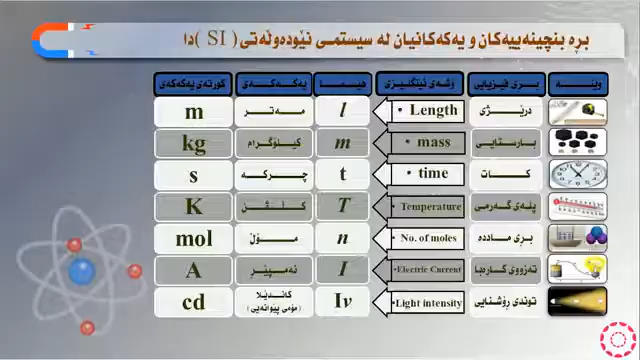 بڕە بنچینەییەکان و یەکەکانیان لە سیستمی نێودەوڵەتی( SI )دا
وێنە بڕی فیزیایی وشەی ئینگلیزی هێما یەکەکەی کورتەی یەکەکەی
درێژی • Length l مەتر m
بارستایی • mass m کیلۆگرام kg
کات • time t چرکە s
پلەی گەرمی • Temperature T کلڤن K
بڕی ماددە • No. of moles n مۆڵ mol
تەزووی کارەبا •Electric Current I ئەمپێر A
توندی ڕۆشنایی •Light intensity Iv کاندێلا (مۆمی پێوانەیی) cd